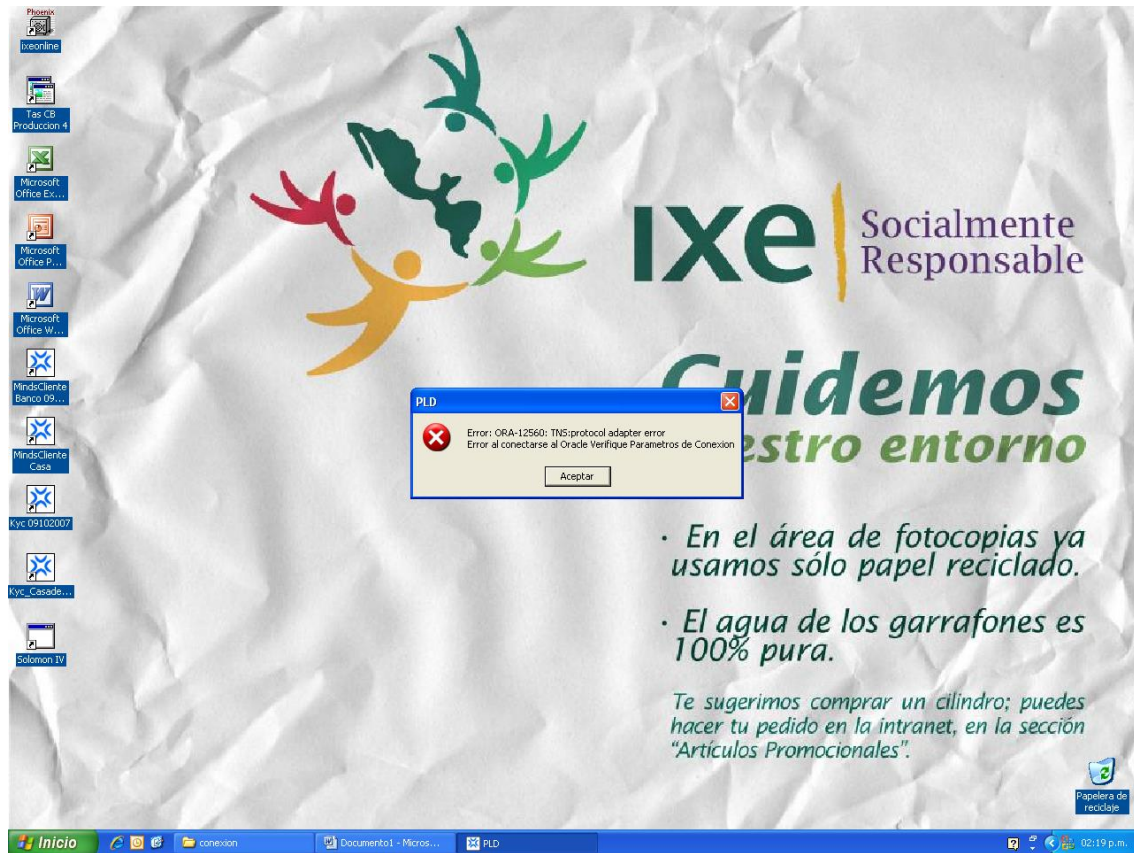 Phoenix
ixeonline
Tas CB
Produccion 4
Microsoft
Office Ex...
Microsoft
Office P...
Microsoft
Office W...
MindsCliente
Banco 09...
MindsCliente
Casa
Kyc 09102007
Kyc_Casade...
Solomon IV
ixe
Socialmente
Responsable
Cuidemos
estro entorno
PLD
Error: ORA-12560: TNS:protocol adapter error
Error al conectarse al Oracle Verifique Parametros de Conexion
Aceptar
· En el área de fotocopias ya
usamos sólo papel reciclado.
· El agua de los garrafones es
100% pura.
Te sugerimos comprar un cilindro; puedes
hacer tu pedido en la intranet, en la sección
"Artículos Promocionales".
Papelera de
reciclaje
Inicio
conexion
Documento1 - Micros...
PLD
02:19 p.m.